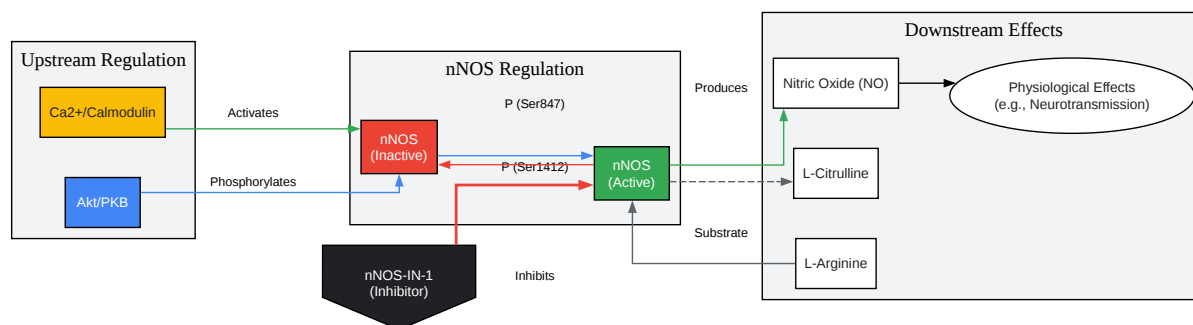 Upstream Regulation
Ca2+/Calmodulin
Akt/PKB
Activates
Phosphorylates
nNOS Regulation
P (Ser847)
nNOS
(Inactive)
P (Ser1412)
nNOS
(Active)
nNOS-IN-1
(Inhibitor)
Inhibits
Produces
Substrate
Downstream Effects
Nitric Oxide (NO)
Physiological Effects
(e.g., Neurotransmission)
L-Citrulline
L-Arginine